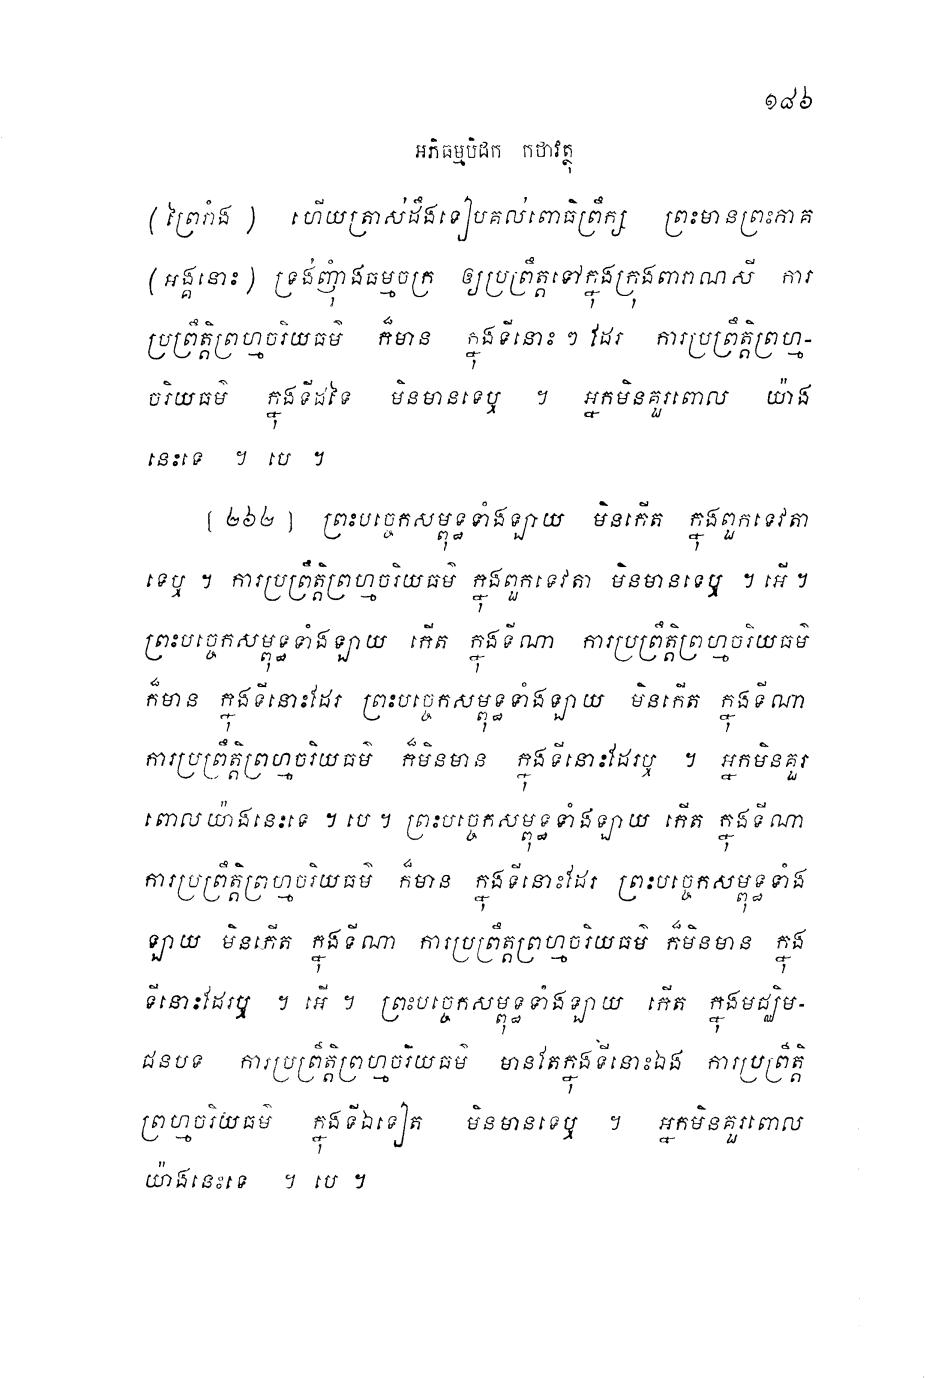 ១៨៦
អភិធម្មបិដក កថាវត្ថុ
(ព្រៃរាំង) ហើយត្រាស់ដឹងទៀបគល់ពោធិព្រឹក្ស ព្រះមានព្រះភាគ
(អង្គនោះ) ទ្រង់ញុំាងធម្មចក្រ ឲ្យប្រព្រឹត្តទៅក្នុងក្រុងពារាណសី ការ
ប្រព្រឹត្តិព្រហ្មចរិយធម៌ ក៏មាន ក្នុងទីនោះ ៗ ដែរ ការប្រព្រឹត្តិព្រហ្ម-
ចរិយធម៌ ក្នុងទីដទៃ មិនមានទេឬ ។ អ្នកមិនគួរពោល យ៉ាង
នេះទេ ។ បេ ។
[២៦២] ព្រះបច្ចេកសម្ពុទ្ធទាំងឡាយ មិនកើត ក្នុងពួកទេវតា
ទេឬ ។ ការប្រព្រឹត្តិព្រហ្មចរិយធម៌ ក្នុងពួកទេវតា មិនមានទេឬ ។ អើ ។
ព្រះបច្ចេកសម្ពុទ្ធទាំងឡាយ កើត ក្នុងទីណា ការប្រព្រឹត្តិព្រហ្មចរិយធម៌
ក៏មាន ក្នុងទីនោះដែរ ព្រះបច្ចេកសម្ពុទ្ធទាំងឡាយ មិនកើត ក្នុងទីណា
ការប្រព្រឹត្តិព្រហ្មចរិយធម៌ ក៏មិនមាន ក្នុងទីនោះដែរឬ ។ អ្នកមិនគួរ
ពោលយ៉ាងនេះទេ ។ បេ ។ ព្រះបច្ចេកសម្ពុទ្ធទាំងឡាយ កើត ក្នុងទីណា
ការប្រព្រឹត្តិព្រហ្មចរិយធម៌ ក៏មាន ក្នុងទីនោះដែរ ព្រះបច្ចេកសម្ពុទ្ធទាំង
ឡាយ មិនកើត ក្នុងទីណា ការប្រព្រឹត្តព្រហ្មចរិយធម៌ ក៏មិនមាន ក្នុង
ទីនោះដែរឬ ។ អើ ។ ព្រះបច្ចេកសម្ពុទ្ធទាំងឡាយ កើត ក្នុងមជ្ឈិម-
ជនបទ ការប្រព្រឹត្តិព្រហ្មចរិយធម៌ មានតែក្នុងទីនោះឯង ការប្រព្រឹត្តិ
ព្រហ្មចរិយធម៌ ក្នុងទីឯទៀត មិនមានទេឬ ។ អ្នកមិនគួរពោល
យ៉ាងនេះទេ ។ បេ ។